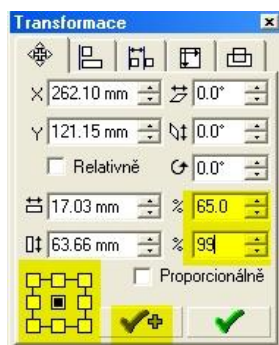 Transformace
X 262.10 mm 0.0°
Y 121.15 mm 0.0°
Relativně 0.0°
17.03 mm % 65.0
63.66 mm % 99
Proporcionálně